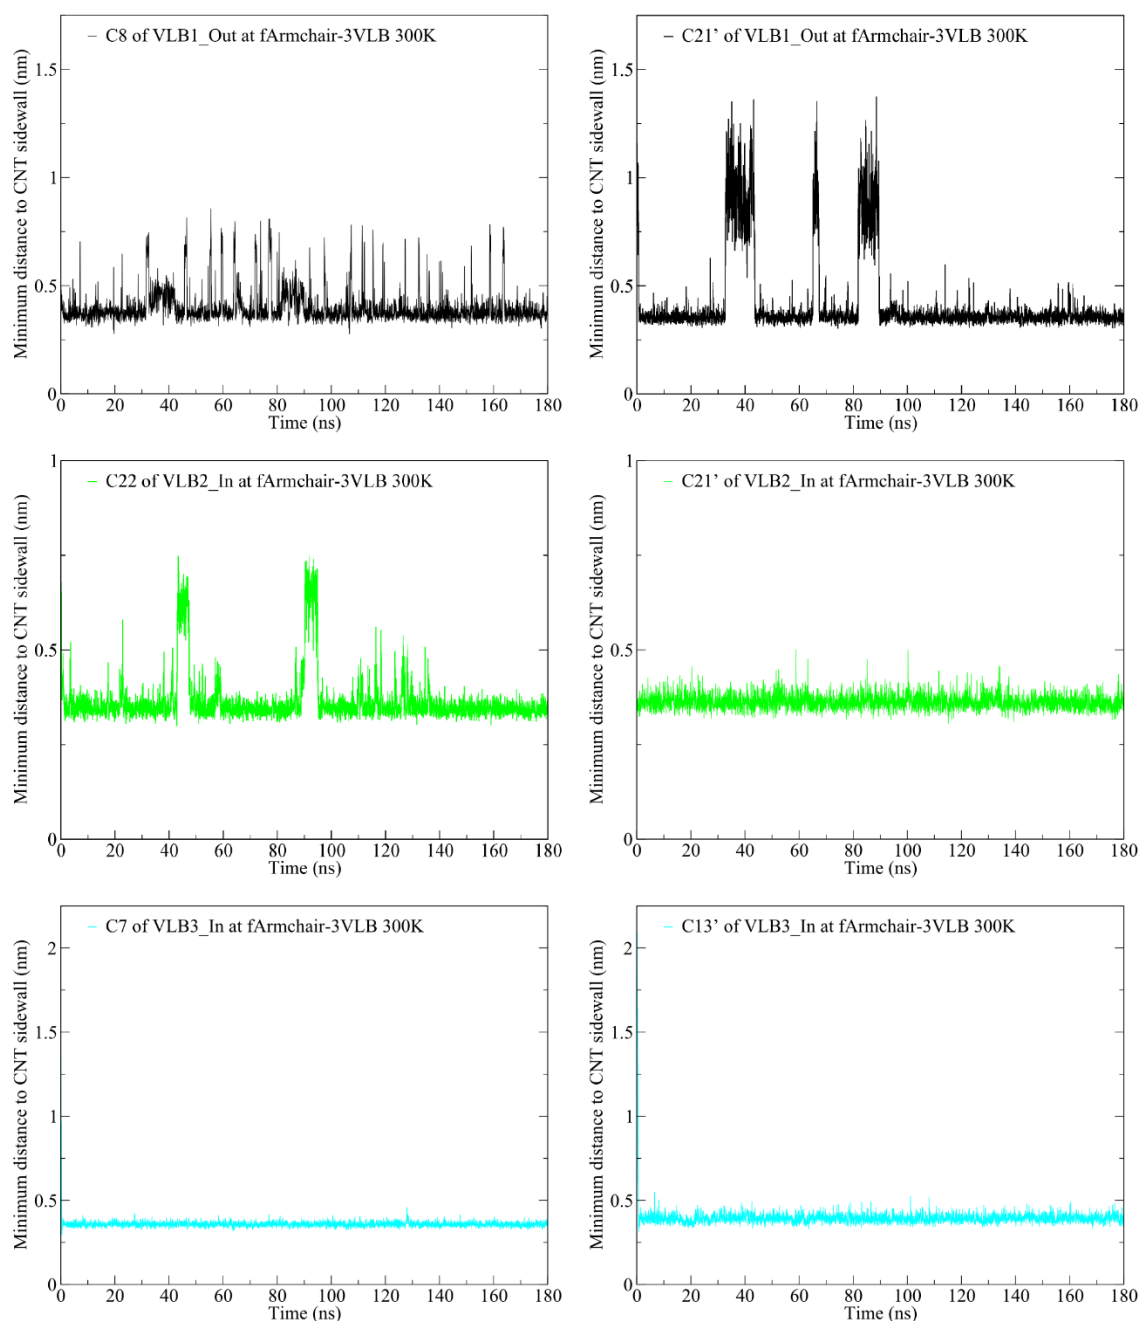 C8 of VLB1_Out at fArmchair-3VLB 300K
Minimum distance to CNT sidewall (nm)
1.5
1
0.5
0
0 20 40 60 80 100 120 140 160 180
Time (ns)
C21’ of VLB1_Out at fArmchair-3VLB 300K
Minimum distance to CNT sidewall (nm)
1.5
1
0.5
0
0 20 40 60 80 100 120 140 160 180
Time (ns)
C22 of VLB2_In at fArmchair-3VLB 300K
Minimum distance to CNT sidewall (nm)
1
0.5
0
0 20 40 60 80 100 120 140 160 180
Time (ns)
C21’ of VLB2_In at fArmchair-3VLB 300K
Minimum distance to CNT sidewall (nm)
1
0.5
0
0 20 40 60 80 100 120 140 160 180
Time (ns)
C7 of VLB3_In at fArmchair-3VLB 300K
Minimum distance to CNT sidewall (nm)
2
1.5
1
0.5
0
0 20 40 60 80 100 120 140 160 180
Time (ns)
C13’ of VLB3_In at fArmchair-3VLB 300K
Minimum distance to CNT sidewall (nm)
2
1.5
1
0.5
0
0 20 40 60 80 100 120 140 160 180
Time (ns)